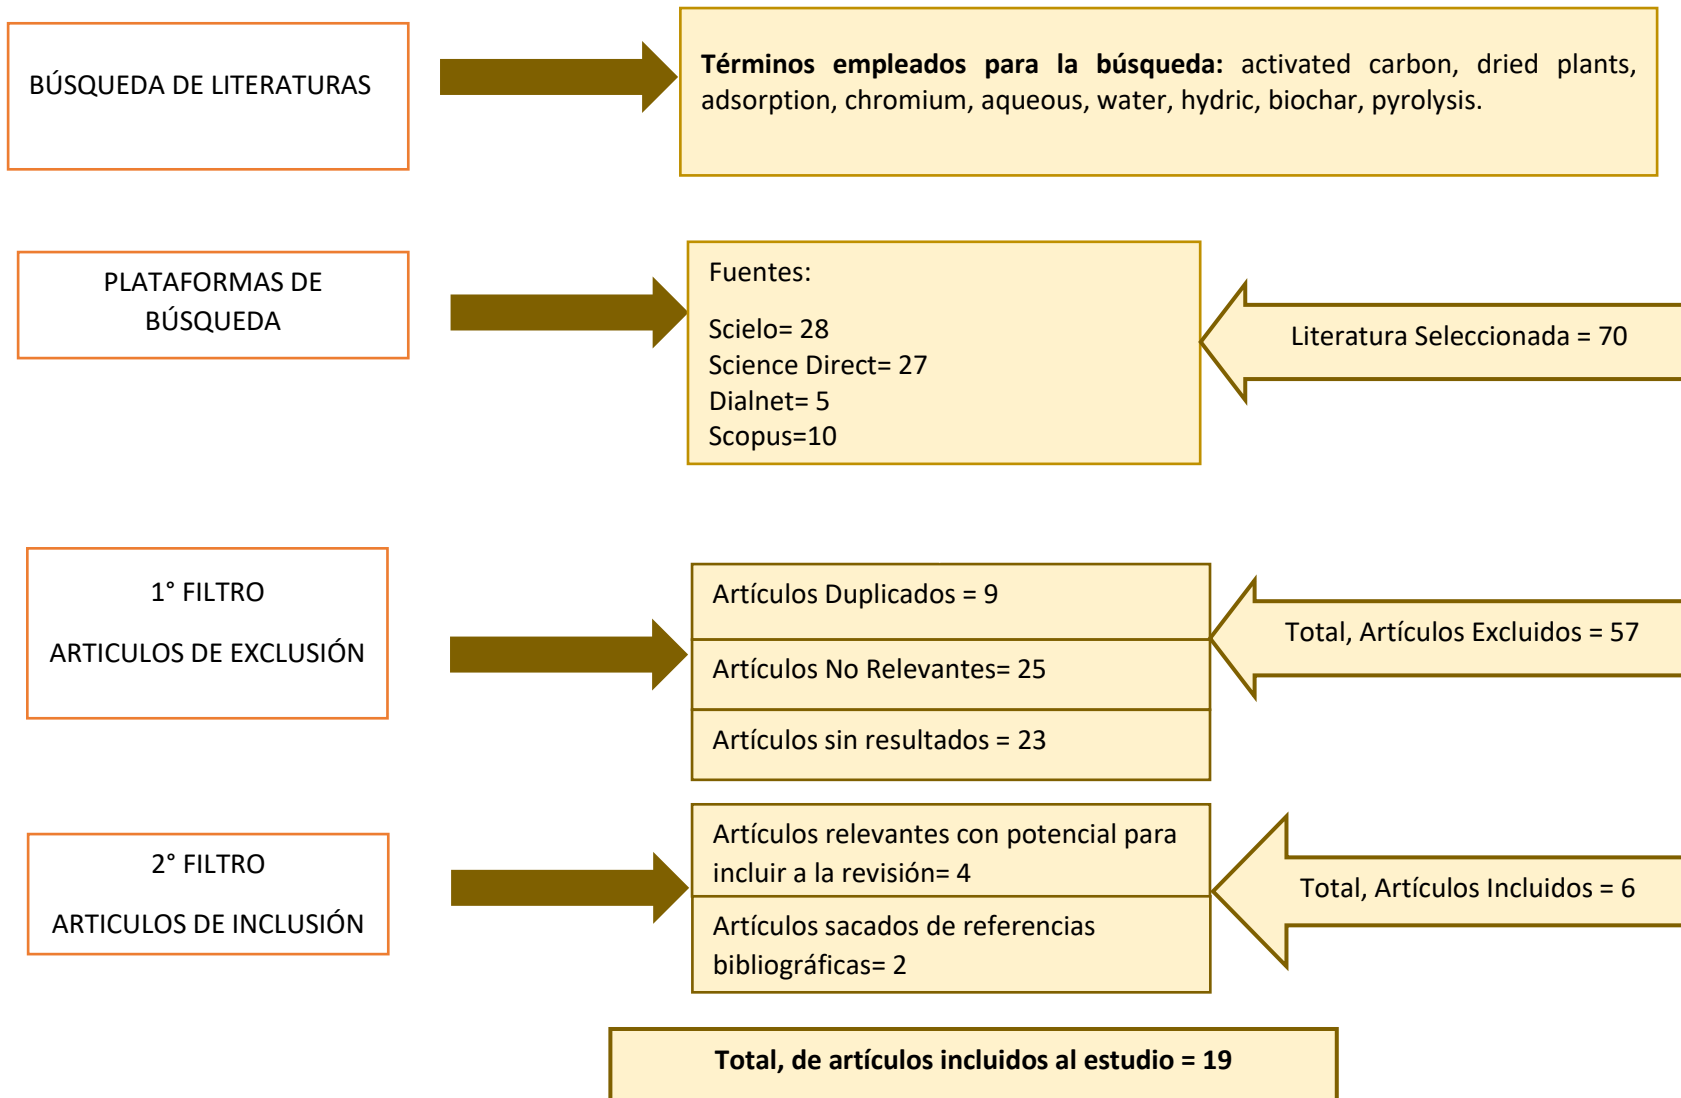 BÚSQUEDA DE LITERATURAS
Términos empleados para la búsqueda: activated carbon, dried plants,
adsorption, chromium, aqueous, water, hydric, biochar, pyrolysis.
PLATAFORMAS DE
BÚSQUEDA
Fuentes:
Scielo= 28
Science Direct= 27
Dialnet= 5
Scopus=10
Literatura Seleccionada = 70
1° FILTRO
ARTICULOS DE EXCLUSIÓN
Artículos Duplicados = 9
Artículos No Relevantes= 25
Artículos sin resultados = 23
Total, Artículos Excluidos = 57
2° FILTRO
ARTICULOS DE INCLUSIÓN
Artículos relevantes con potencial para
incluir a la revisión= 4
Artículos sacados de referencias
bibliográficas= 2
Total, Artículos Incluidos = 6
Total, de artículos incluidos al estudio = 19